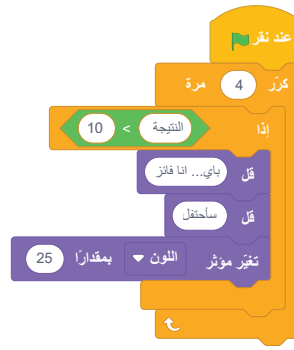 عند نقر
كرّر 4 مرة
إذا النتيجة > 10
قل باي... انا فائز
قل سأحتفل
تغيّر مؤثر اللون بمقدارًا 25